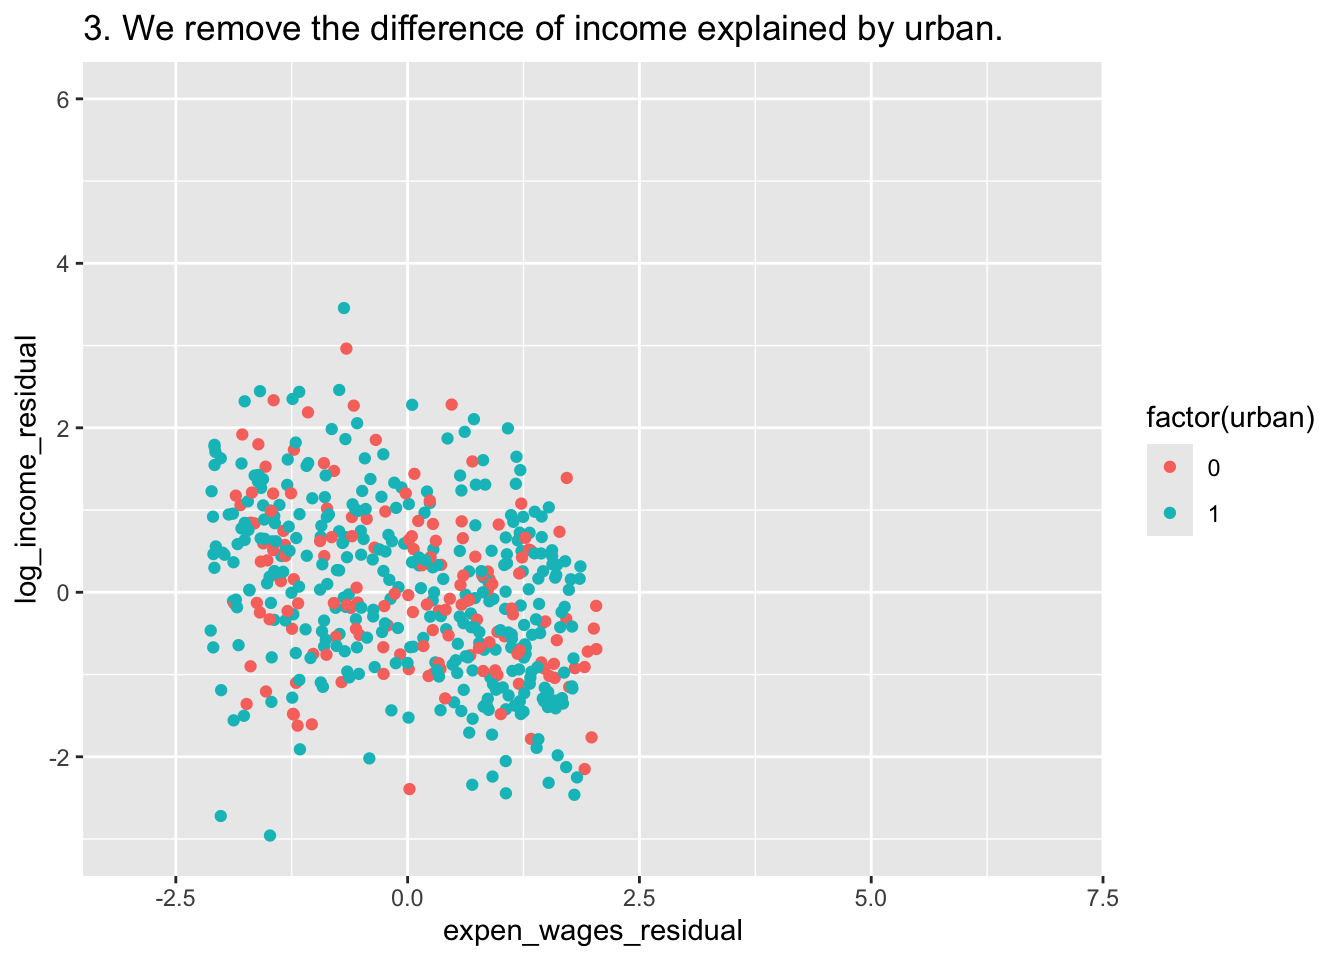 3. We remove the difference of income explained by urban.
6
4
2
0
-2
log_income_residual
-2.5 0.0 2.5 5.0 7.5
expen_wages_residual
factor(urban)
0
1